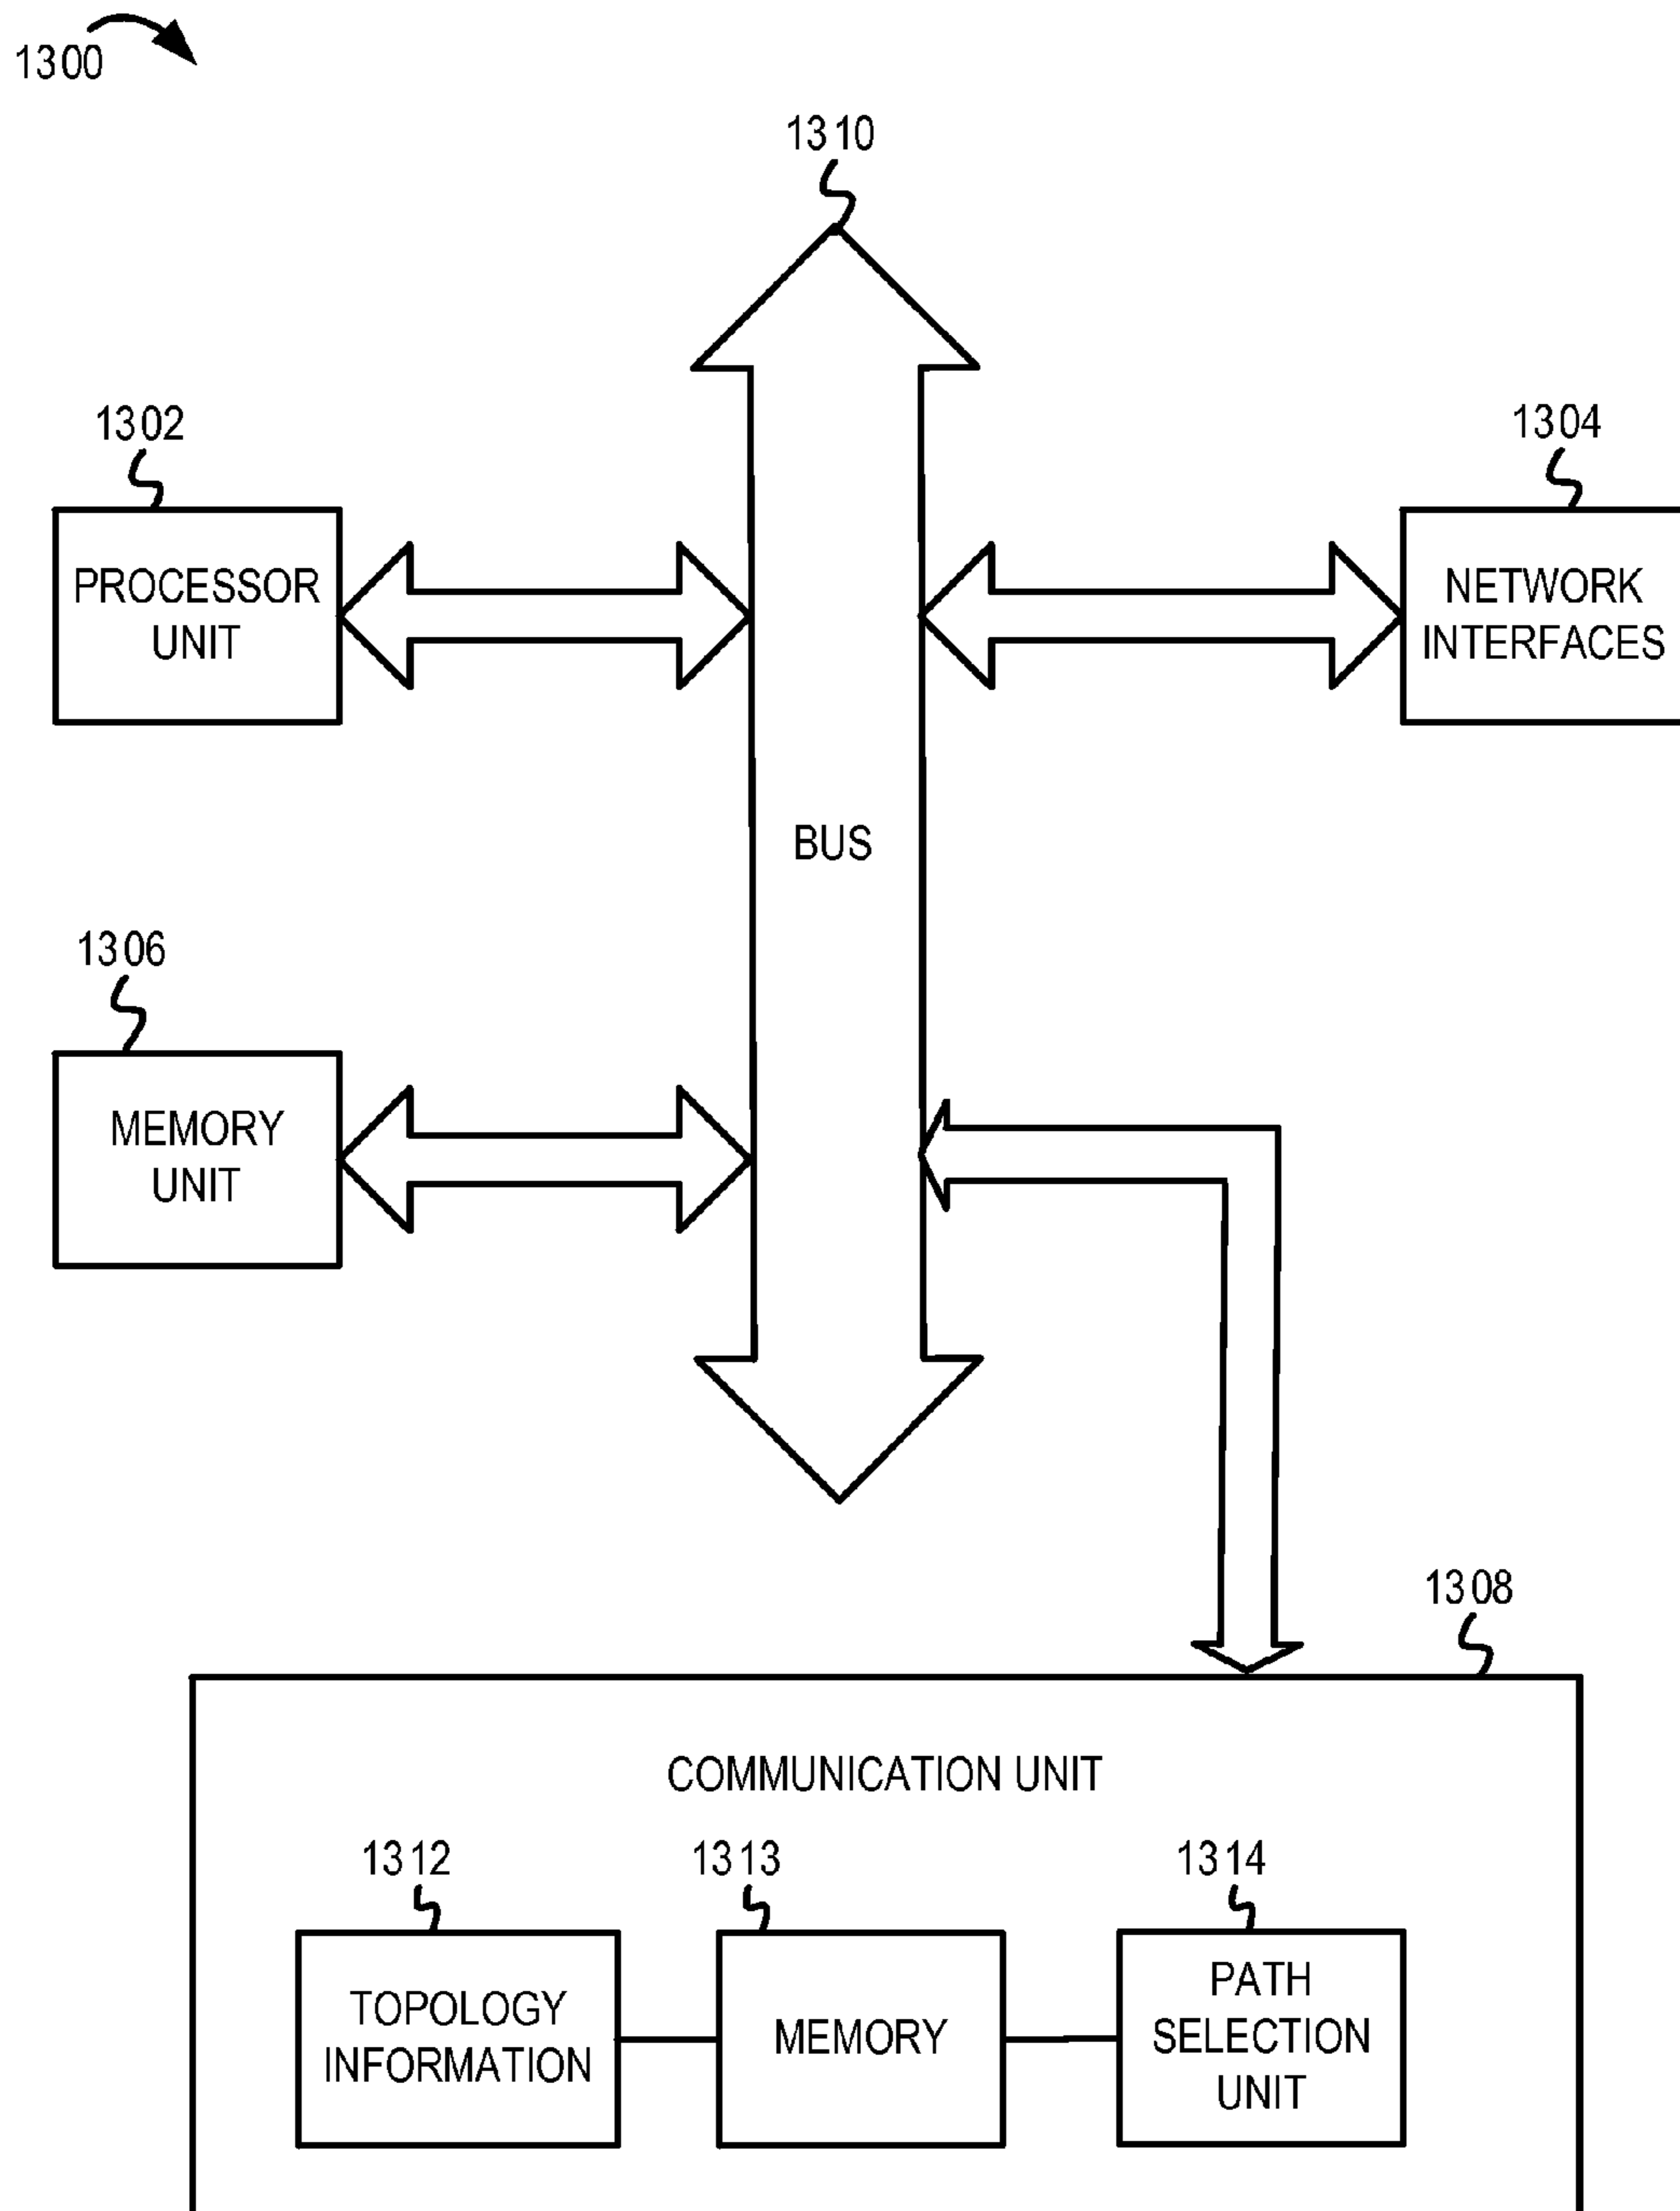 1300
1310
1302
PROCESSOR
UNIT
1304
NETWORK
INTERFACES
BUS
1306
MEMORY
UNIT
1308
COMMUNICATION UNIT
1312
TOPOLOGY
INFORMATION
1313
MEMORY
1314
PATH
SELECTION
UNIT